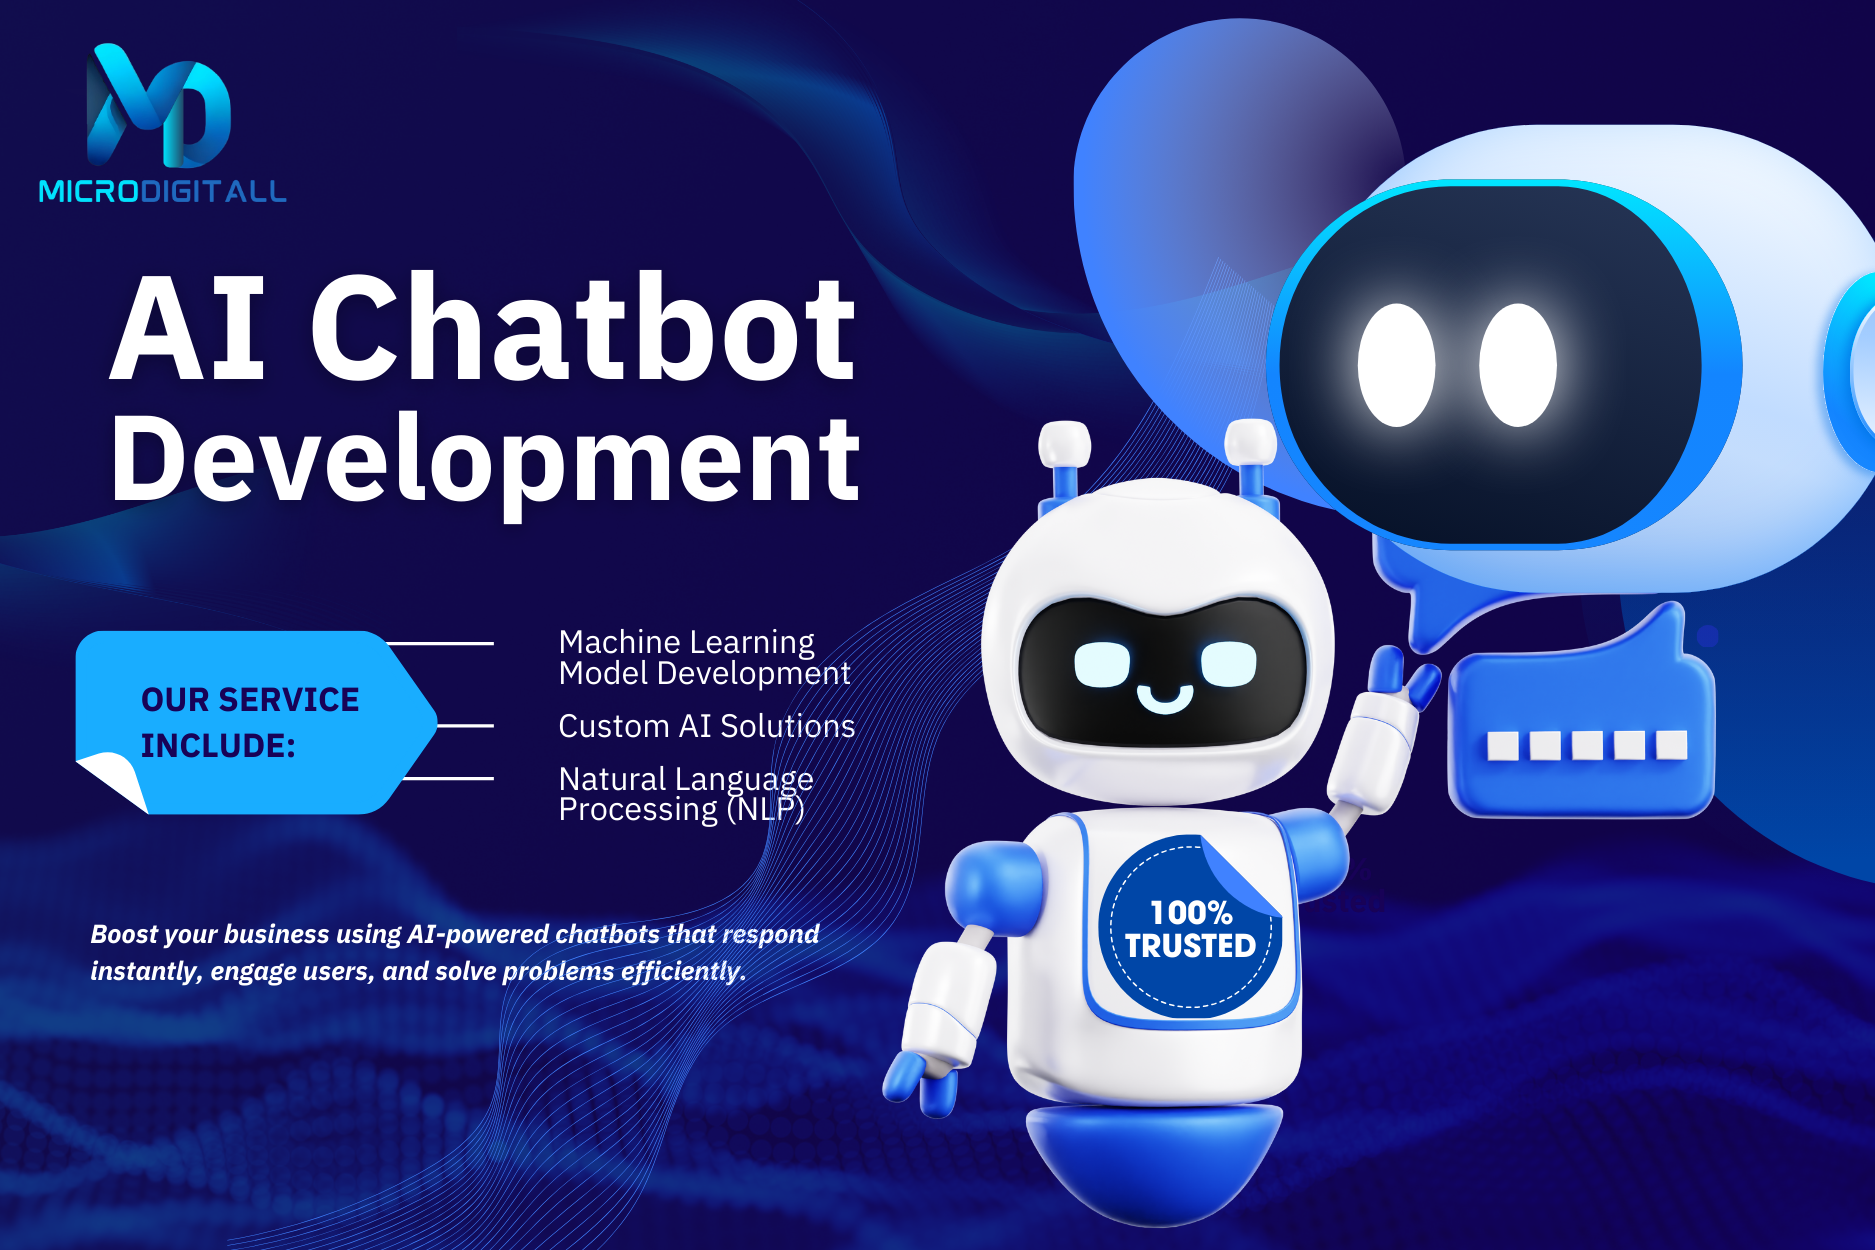 MICRODIGITALL
AI Chatbot
Development
OUR SERVICE
INCLUDE:
Machine Learning
Model Development
Custom AI Solutions
Natural Language
Processing (NLP)
Boost your business using AI-powered chatbots that respond
instantly, engage users, and solve problems efficiently.
100%
TRUSTED